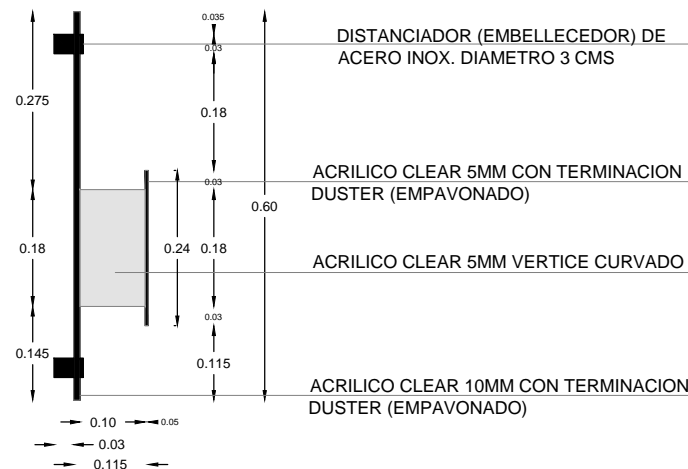 0.035
DISTANCIADOR (EMBELLECEDOR) DE
0.03
ACERO INOX. DIAMETRO 3 CMS
0.275
0.18
ACRILICO CLEAR 5MM CON TERMINACION
0.03
DUSTER (EMPAVONADO)
0.60
0.18
0.24
0.18
ACRILICO CLEAR 5MM VERTICE CURVADO
0.03
0.145
0.115
ACRILICO CLEAR 10MM CON TERMINACION
DUSTER (EMPAVONADO)
0.10
0.05
0.03
0.115